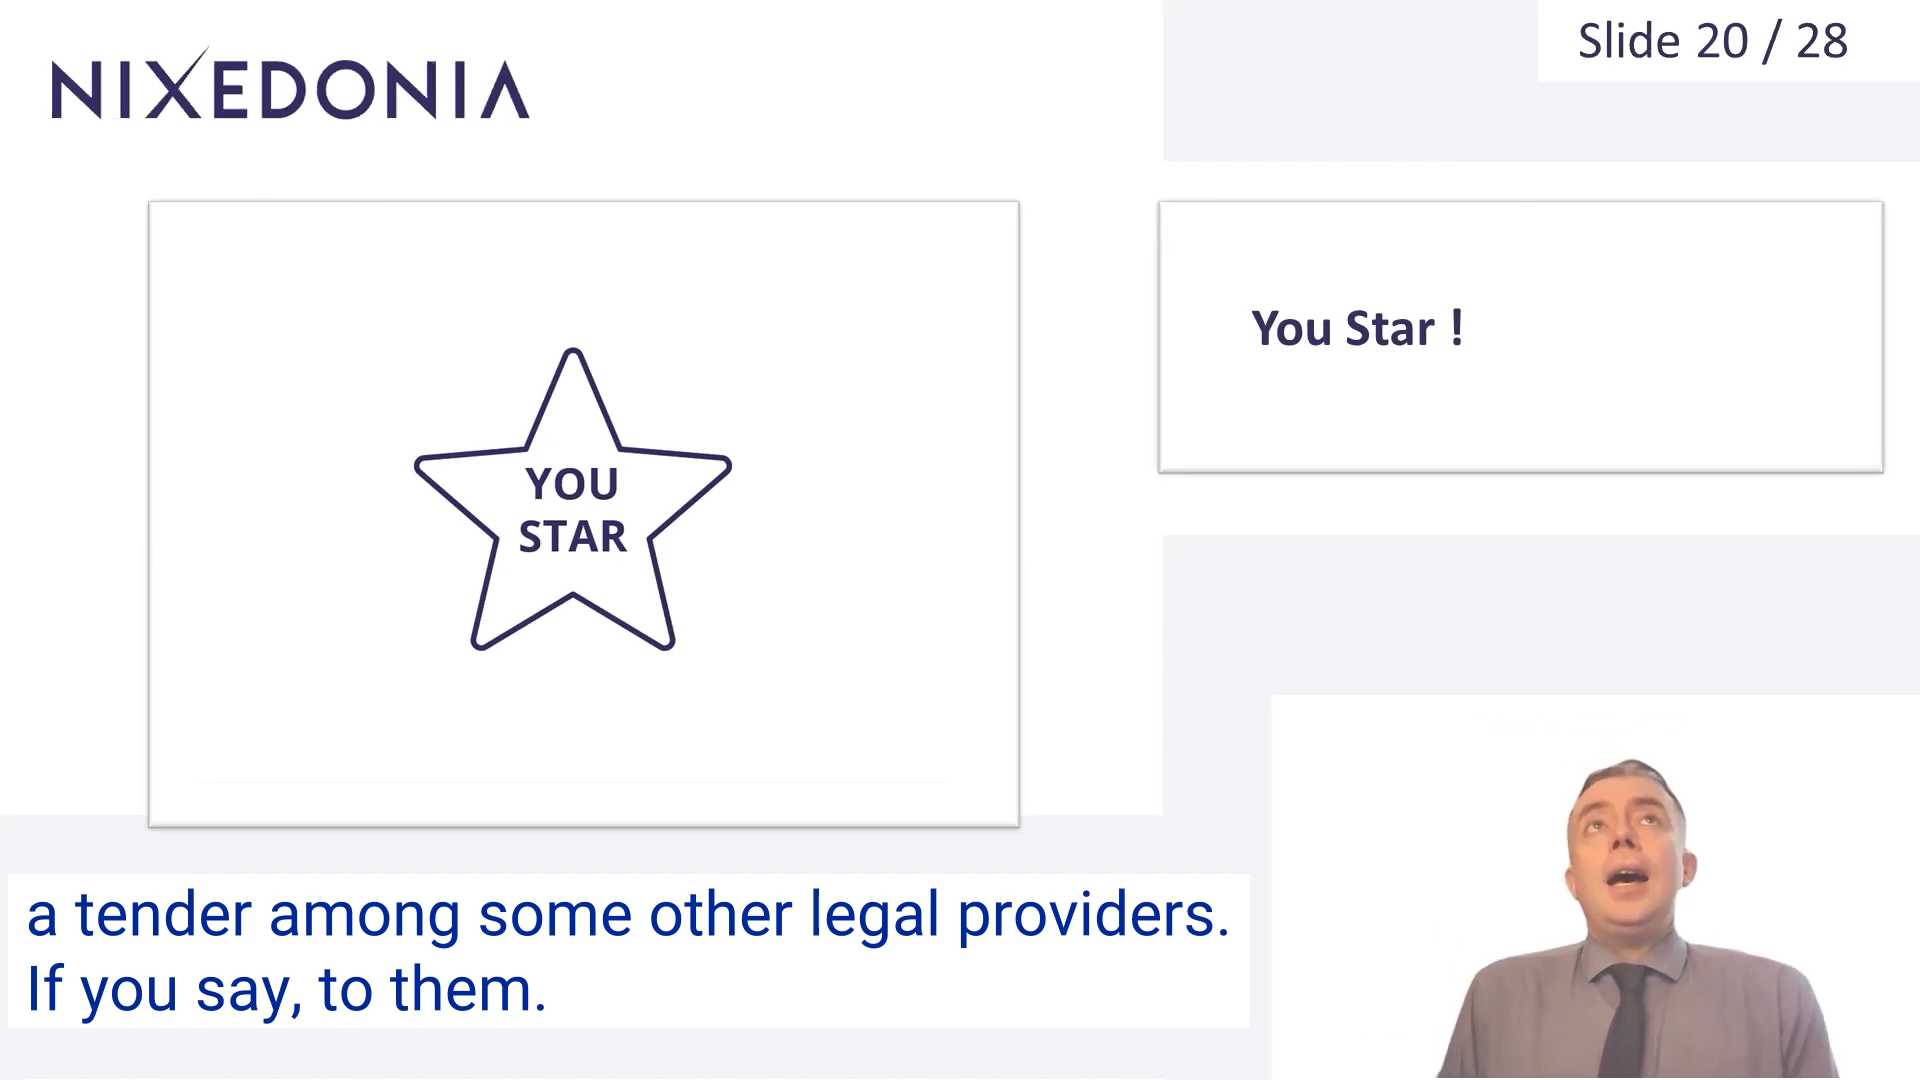 NIXEDONIA
Slide 20 / 28
YOU
STAR
You Star !
a tender among some other legal providers.
If you say, to them.